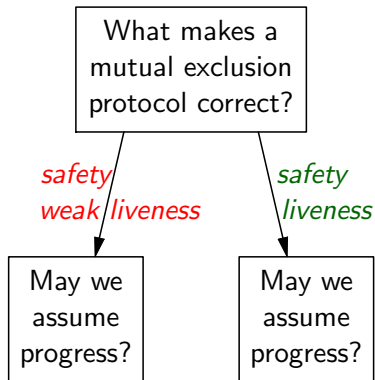 What makes a
mutual exclusion
protocol correct?
safety
weak liveness
safety
liveness
May we
assume
progress?
May we
assume
progress?